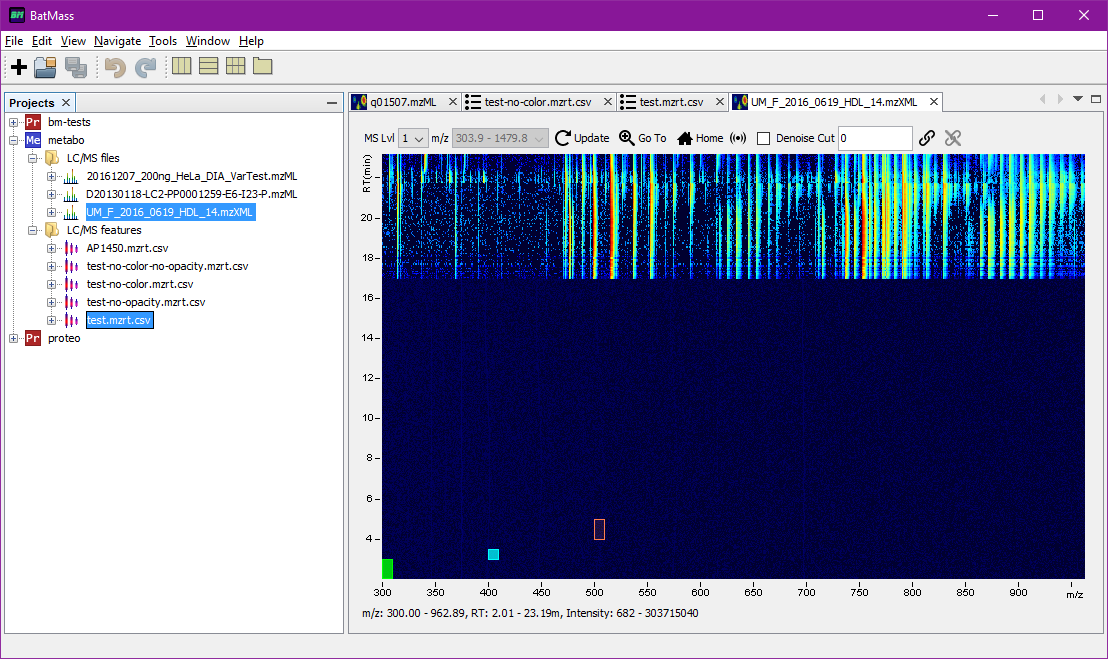 BM BatMass
File Edit View Navigate Tools Window Help
Projects
Pr bm-tests
Me metabo
LC/MS files
20161207_200ng_HeLa_DIA_VarTest.mzML
D20130118-LC2-PP0001259-E6-I23-P.mzML
UM_F_2016_0619_HDL_14.mzXML
LC/MS features
AP1450.mzrt.csv
test-no-color-no-opacity.mzrt.csv
test-no-color.mzrt.csv
test-no-opacity.mzrt.csv
test.mzrt.csv
Pr proteo
q01507.mzML test-no-color.mzrt.csv test.mzrt.csv UM_F_2016_0619_HDL_14.mzXML
MS Lvl 1 m/z 303.9 - 1479.8 Update Go To Home Denoise Cut 0
RT(min)
20
18
16
14
12
10
8
6
4
300 350 400 450 500 550 600 650 700 750 800 850 900 m/z
m/z: 300.00 - 962.89, RT: 2.01 - 23.19m, Intensity: 682 - 303715040